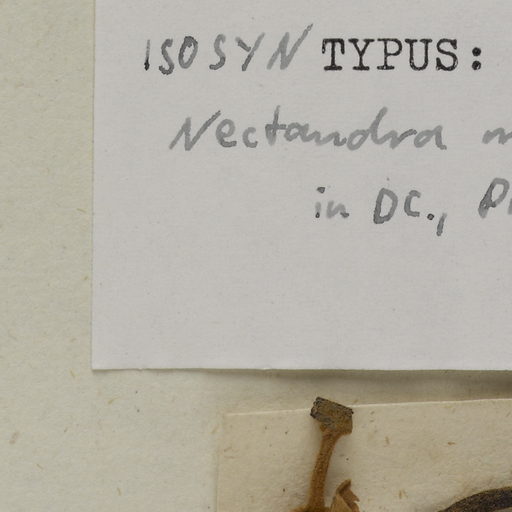 ISOSYN TYPUS:
Nectandra
in DC.,